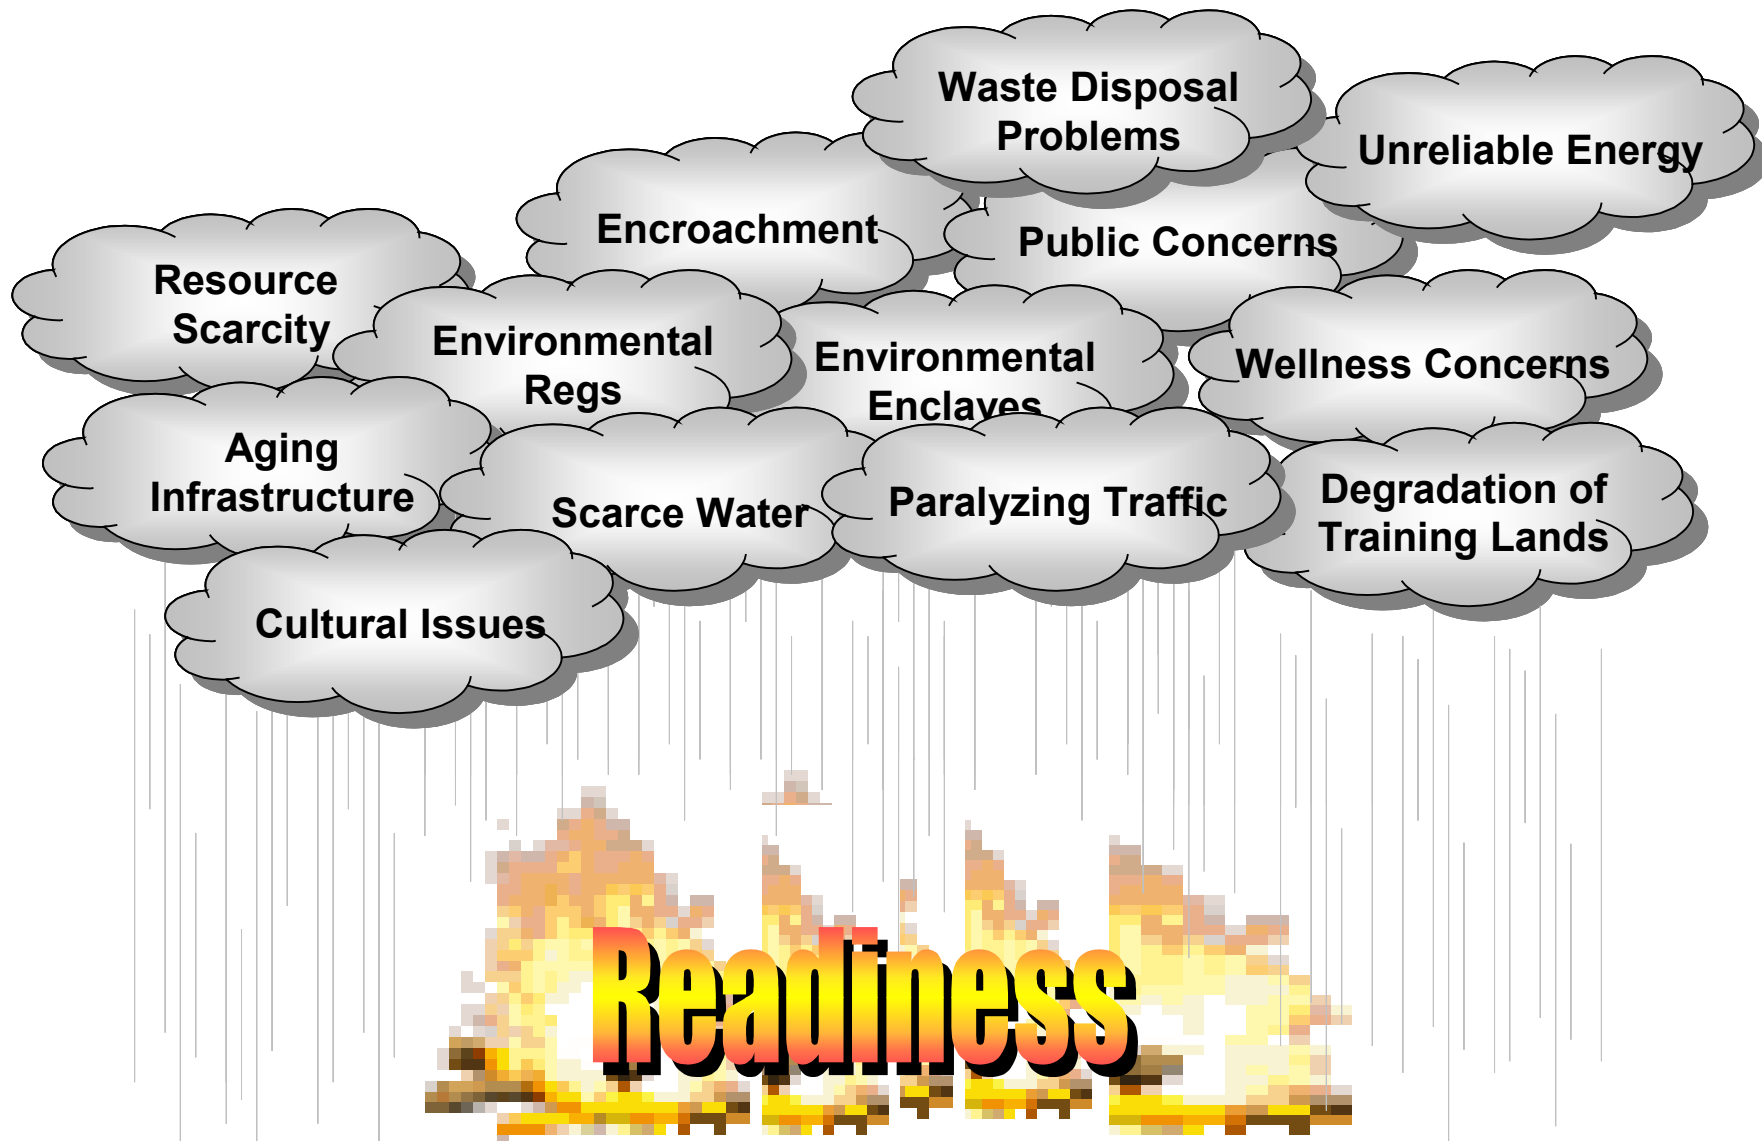 Waste Disposal
Problems
Unreliable Energy
Encroachment
Public Concerns
Resource
Scarcity
Environmental
Regs
Environmental
Enclaves
Wellness Concerns
Aging
Infrastructure
Scarce Water
Paralyzing Traffic
Degradation of
Training Lands
Cultural Issues
Readiness